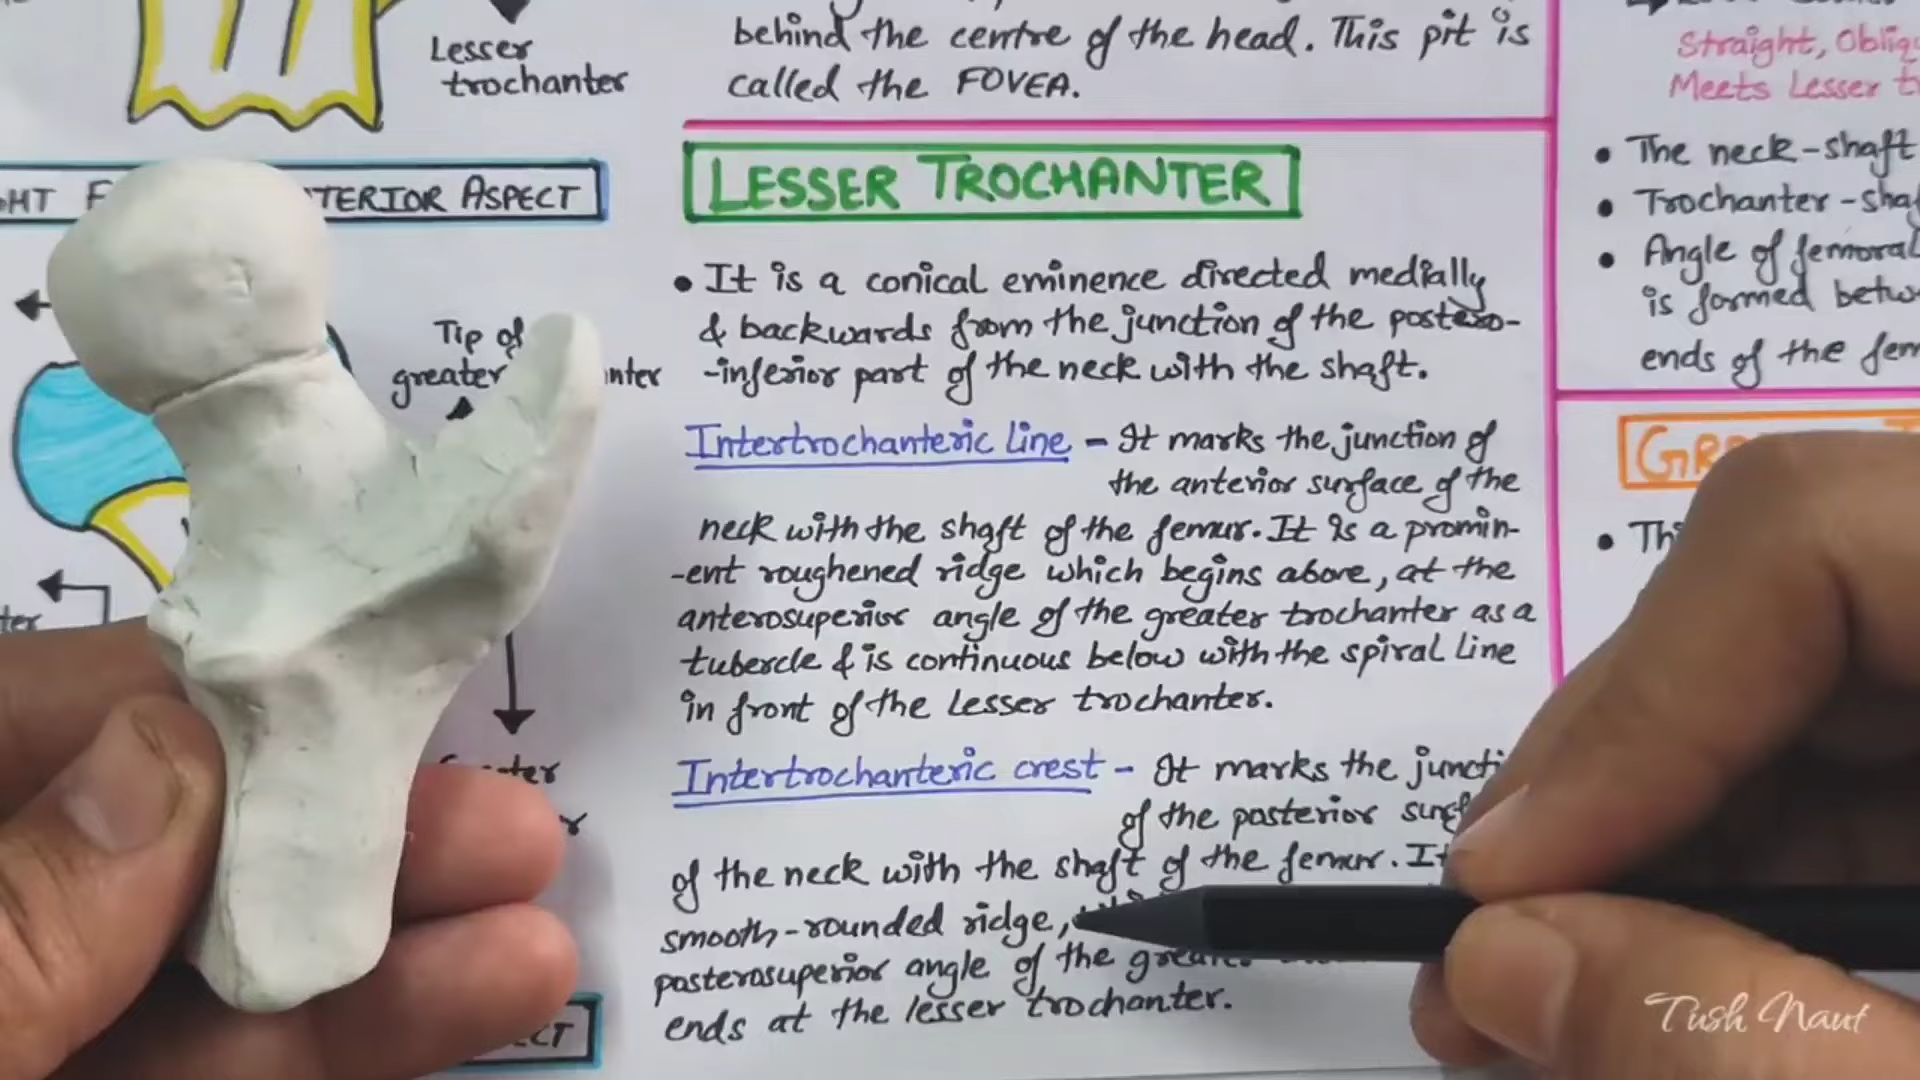 Lesser
trochanter
behind the centre of the head. This pit is
called the FOVEA.
Straight,
Meets Lesser
• The neck-shaft
• Trochanter-
• Angle of femoral
is formed
ends of the
TERIOR ASPECT
LESSER TROCHANTER
• It is a conical eminence directed medially
& backwards from the junction of the postero-
-inferior part of the neck with the shaft.
Tip of
greater
Intertrochanteric line - It marks the junction of
the anterior surface of the
neck with the shaft of the femur. It is a promin-
-ent roughened ridge which begins above, at the
anterosuperior angle of the greater trochanter as a
tubercle & is continuous below with the spiral line
in front of the lesser trochanter.
Intertrochanteric crest - It marks the
of the posterior
of the neck with the shaft of the femur.
smooth-rounded ridge,
posterosuperior angle of the
ends at the lesser trochanter.
Tush Naut